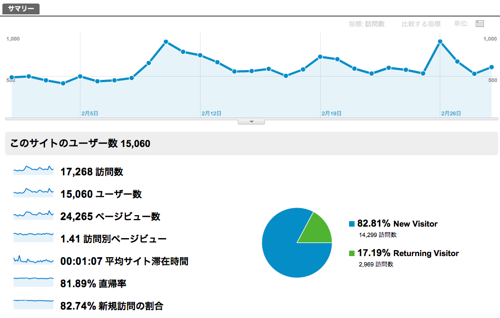 サマリー
指標: 訪問数 比較する指標 単位:
1,000 1,000
500 500
2月5日 2月12日 2月19日 2月26日
このサイトのユーザー数 15,060
17,268 訪問数
15,060 ユーザー数
24,265 ページビュー数
1.41 訪問別ページビュー
00:01:07 平均サイト滞在時間
81.89% 直帰率
82.74% 新規訪問の割合
82.81% New Visitor
14,299 訪問数
17.19% Returning Visitor
2,969 訪問数